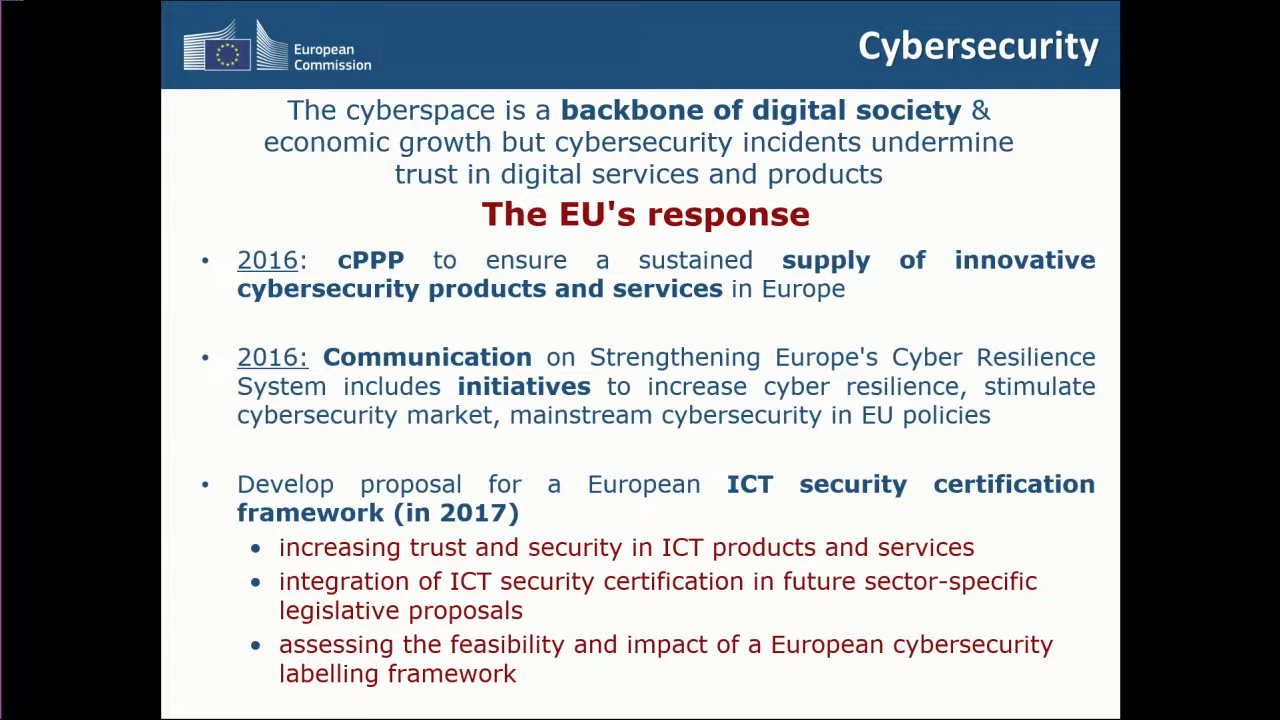 European
Commission
Cybersecurity
The cyberspace is a backbone of digital society &
economic growth but cybersecurity incidents undermine
trust in digital services and products
The EU's response
• 2016: cPPP to ensure a sustained supply of innovative
cybersecurity products and services in Europe
• 2016: Communication on Strengthening Europe's Cyber Resilience
System includes initiatives to increase cyber resilience, stimulate
cybersecurity market, mainstream cybersecurity in EU policies
• Develop proposal for a European ICT security certification
framework (in 2017)
• increasing trust and security in ICT products and services
• integration of ICT security certification in future sector-specific
legislative proposals
• assessing the feasibility and impact of a European cybersecurity
labelling framework